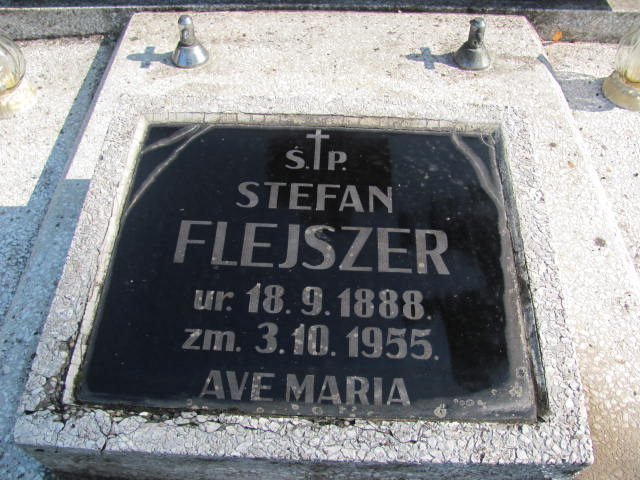 Ś.†P.
STEFAN
FLEJSZER
ur. 18.9.1888.
zm. 3.10.1955.
AVE MARIA